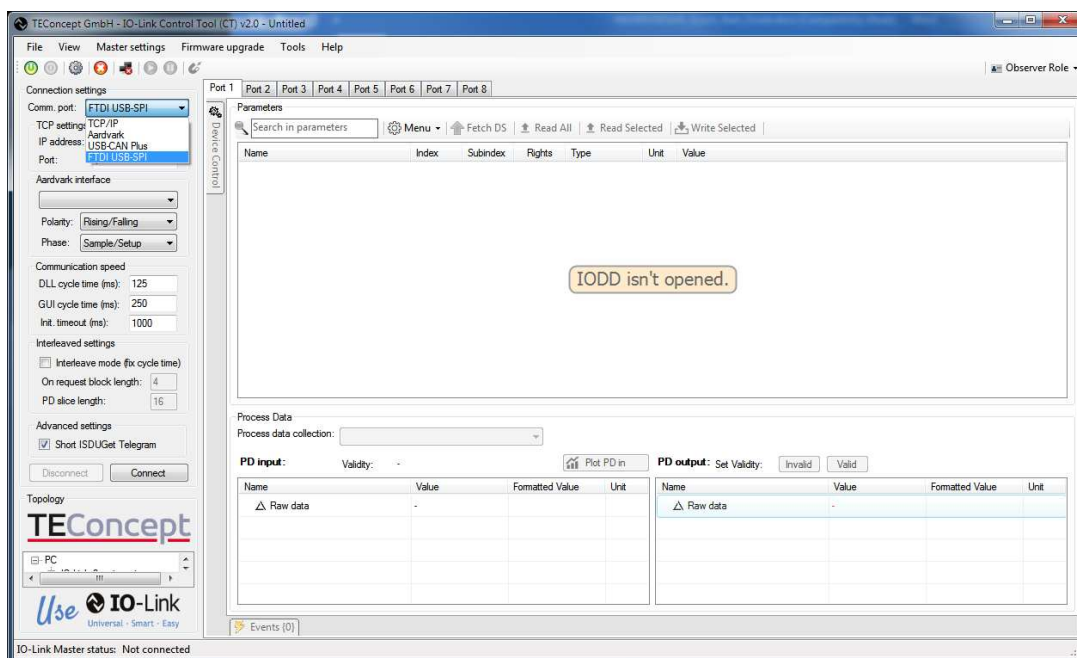 TEConcept GmbH - IO-Link Control Tool (CT) v2.0 - Untitled
File View Master settings Firmware upgrade Tools Help
Observer Role
Connection settings
Comm. port: FTDI USB-SPI
TCP/IP
Aardvark
USB-CAN Plus
FTDI USB-SPI
TCP setting
IP address:
Port:
Aardvark interface
Polarity: Rising/Falling
Phase: Sample/Setup
Communication speed
DLL cycle time (ms): 125
GUI cycle time (ms): 250
Init. timeout (ms): 1000
Interleaved settings
Interleave mode (fix cycle time)
On request block length: 4
PD slice length: 16
Advanced settings
Short ISDUGet Telegram
Disconnect Connect
Topology
TEConcept
PC
Use IO-Link
Universal - Smart - Easy
Port 1 Port 2 Port 3 Port 4 Port 5 Port 6 Port 7 Port 8
Device Control
Parameters
Search in parameters Menu Fetch DS Read All Read Selected Write Selected
Name Index Subindex Rights Type Unit Value
IODD isn't opened.
Process Data
Process data collection:
PD input: Validity: - Plot PD in
Name Value Formatted Value Unit
Raw data -
PD output: Set Validity: Invalid Valid
Name Value Formatted Value Unit
Raw data -
Events {0}
IO-Link Master status: Not connected